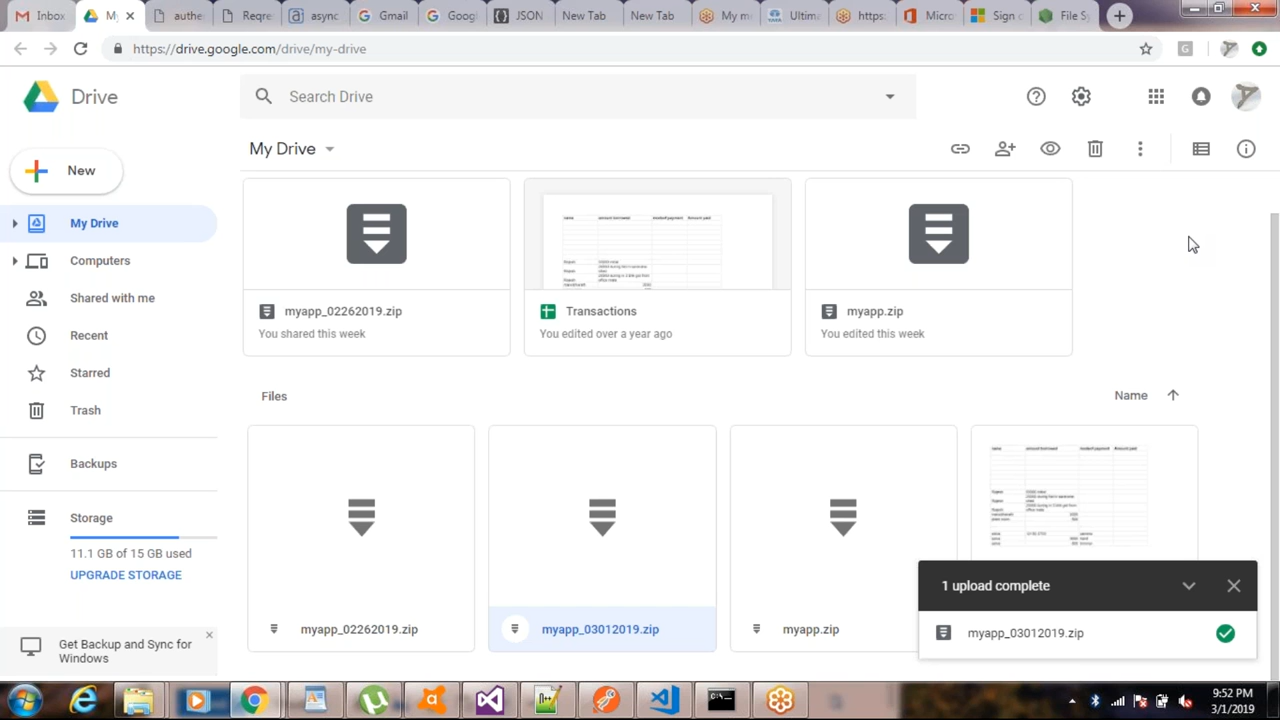 Inbox
My
authe
Reqre
async
Gmail
Goog
JSON
New Tab
New Tab
My m
Ultima
https:
Micro
Sign o
File Sy
https://drive.google.com/drive/my-drive
G
Drive
Search Drive
My Drive
New
My Drive
Computers
Shared with me
Recent
Starred
Trash
Backups
Storage
11.1 GB of 15 GB used
UPGRADE STORAGE
Get Backup and Sync for
Windows
myapp_02262019.zip
You shared this week
name
Transactions
You edited over a year ago
myapp.zip
You edited this week
Files
Name
myapp_02262019.zip
myapp_03012019.zip
myapp.zip
name
1 upload complete
myapp_03012019.zip
9:52 PM
3/1/2019